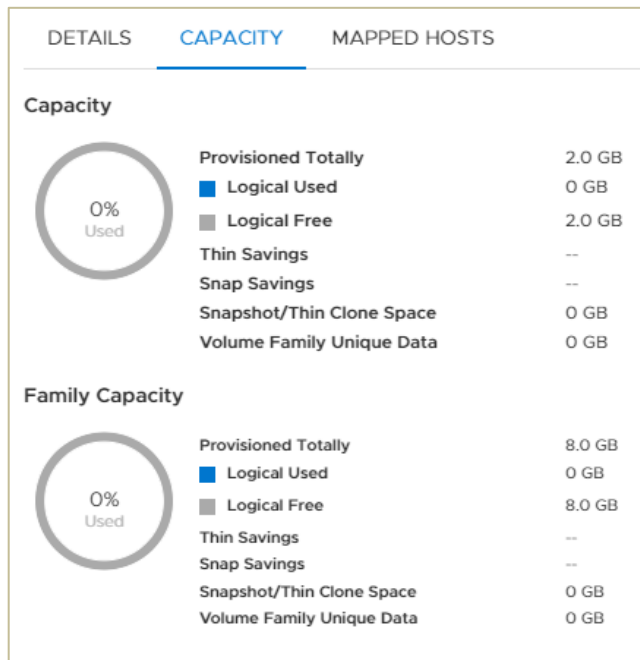 DETAILS CAPACITY MAPPED HOSTS
Capacity
0%
Used
Provisioned Totally 2.0 GB
Logical Used 0 GB
Logical Free 2.0 GB
Thin Savings --
Snap Savings --
Snapshot/Thin Clone Space 0 GB
Volume Family Unique Data 0 GB
Family Capacity
0%
Used
Provisioned Totally 8.0 GB
Logical Used 0 GB
Logical Free 8.0 GB
Thin Savings --
Snap Savings --
Snapshot/Thin Clone Space 0 GB
Volume Family Unique Data 0 GB